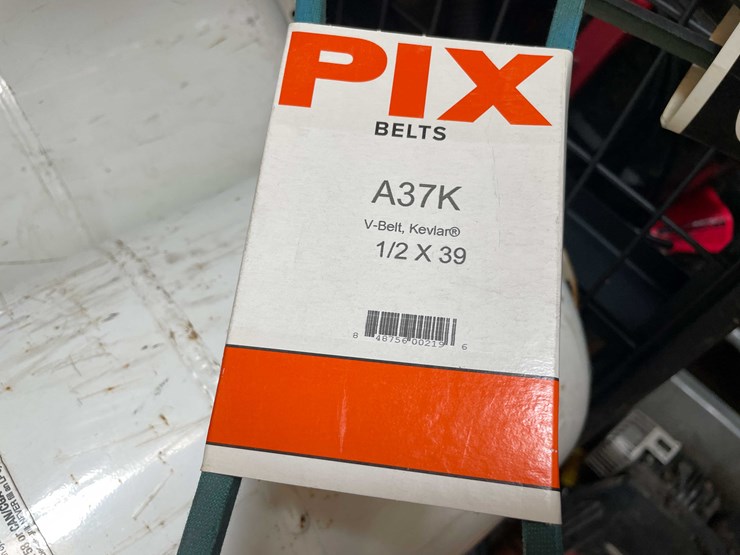 PIX
BELTS
A37K
V-Belt, Kevlar®
1/2 X 39
8 48756 00219 6